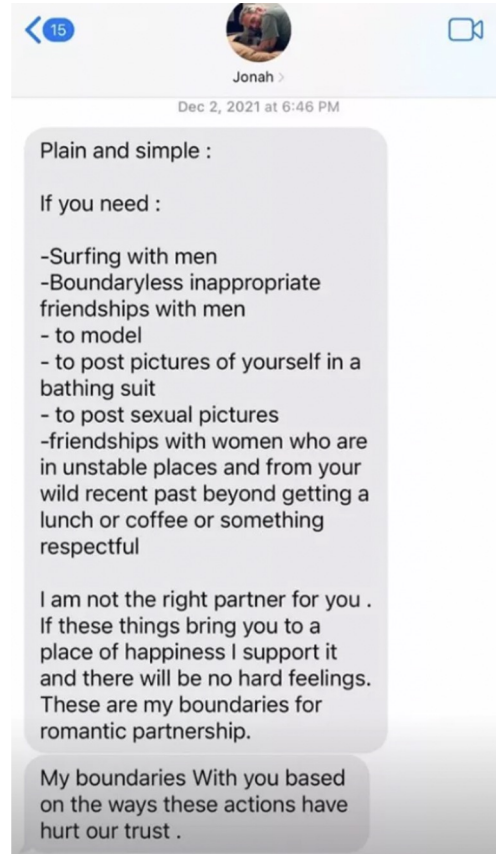 15
Jonah
Dec 2, 2021 at 6:46 PM
Plain and simple :
If you need :
-Surfing with men
-Boundaryless inappropriate
friendships with men
- to model
- to post pictures of yourself in a
bathing suit
- to post sexual pictures
-friendships with women who are
in unstable places and from your
wild recent past beyond getting a
lunch or coffee or something
respectful
I am not the right partner for you .
If these things bring you to a
place of happiness I support it
and there will be no hard feelings.
These are my boundaries for
romantic partnership.
My boundaries With you based
on the ways these actions have
hurt our trust .